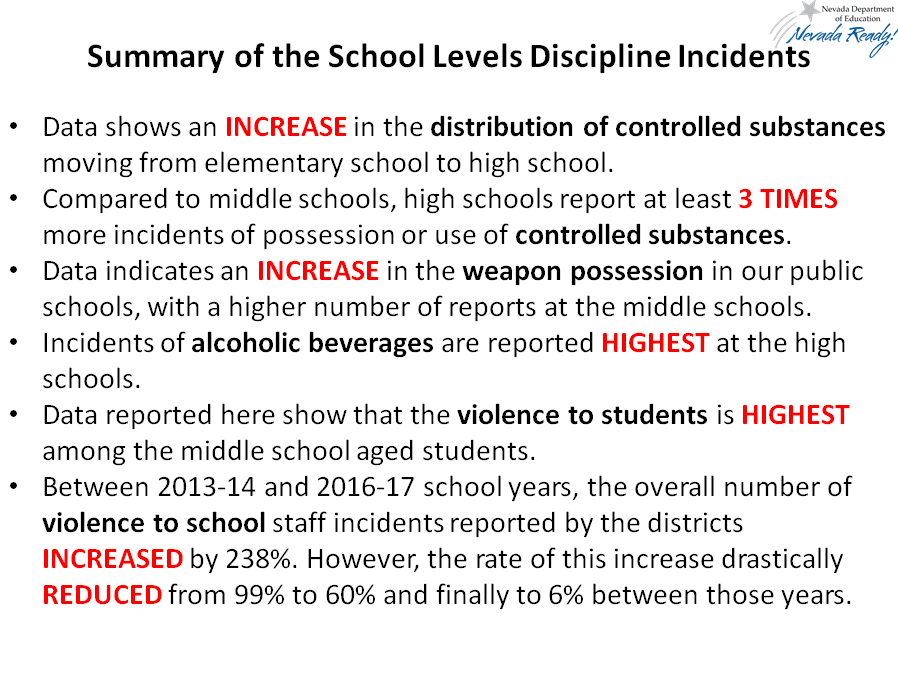 Nevada Department
of Education
Nevada Ready!
Summary of the School Levels Discipline Incidents
• Data shows an INCREASE in the distribution of controlled substances
moving from elementary school to high school.
• Compared to middle schools, high schools report at least 3 TIMES
more incidents of possession or use of controlled substances.
• Data indicates an INCREASE in the weapon possession in our public
schools, with a higher number of reports at the middle schools.
• Incidents of alcoholic beverages are reported HIGHEST at the high
schools.
• Data reported here show that the violence to students is HIGHEST
among the middle school aged students.
• Between 2013-14 and 2016-17 school years, the overall number of
violence to school staff incidents reported by the districts
INCREASED by 238%. However, the rate of this increase drastically
REDUCED from 99% to 60% and finally to 6% between those years.